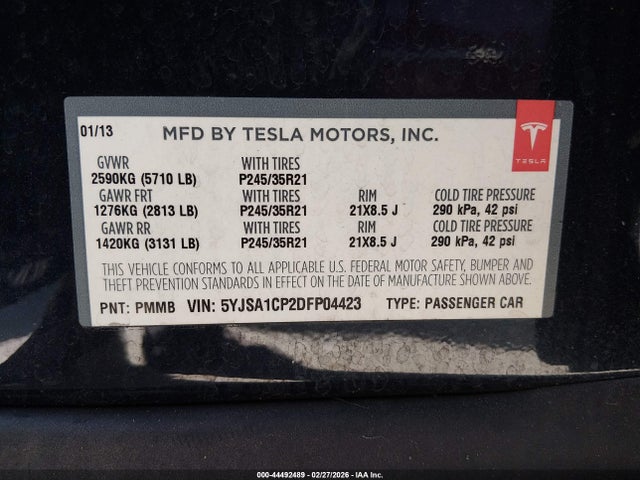 01/13 MFD BY TESLA MOTORS, INC.
TESLA
GVWR WITH TIRES
2590KG (5710 LB) P245/35R21
GAWR FRT WITH TIRES RIM COLD TIRE PRESSURE
1276KG (2813 LB) P245/35R21 21X8.5 J 290 kPa, 42 psi
GAWR RR WITH TIRES RIM COLD TIRE PRESSURE
1420KG (3131 LB) P245/35R21 21X8.5 J 290 kPa, 42 psi
THIS VEHICLE CONFORMS TO ALL APPLICABLE U.S. FEDERAL MOTOR SAFETY, BUMPER AND
THEFT PREVENTION STANDARDS IN EFFECT ON THE DATE OF MANUFACTURE SHOWN ABOVE.
PNT: PMMB VIN: 5YJSA1CP2DFP04423 TYPE: PASSENGER CAR
000-44492489 - 02/27/2026 - IAA Inc.